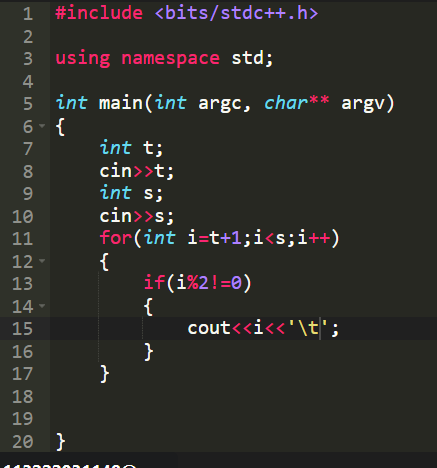 1 #include <bits/stdc++.h>
2
3 using namespace std;
4
5 int main(int argc, char** argv)
6 {
7 int t;
8 cin>>t;
9 int s;
10 cin>>s;
11 for(int i=t+1;i<s;i++)
12 {
13 if(i%2!=0)
14 {
15 cout<<i<<'\t';
16 }
17 }
18
19
20 }